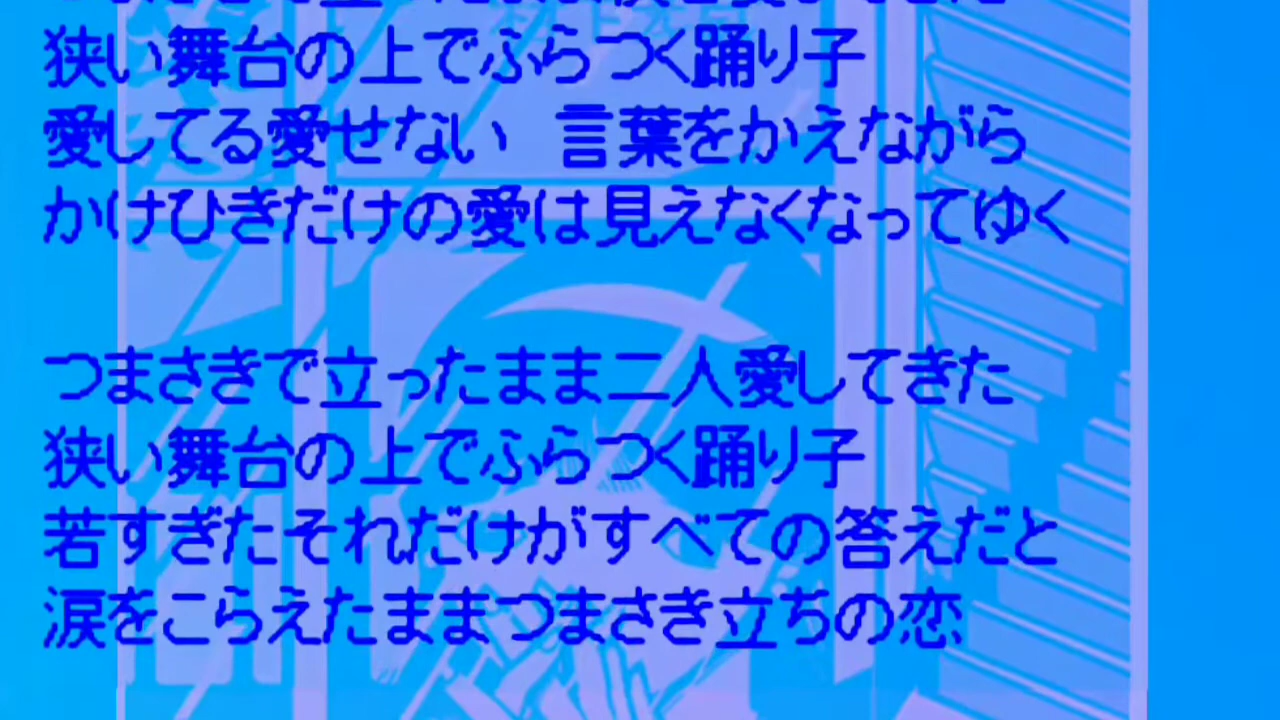 狭い舞台の上でふらつく踊り子
愛してる愛せない　言葉をかえながら
かけひきだけの愛は見えなくなってゆく
つまさきで立ったまま二人愛してきた
狭い舞台の上でふらつく踊り子
若すぎたそれだけがすべての答えだと
涙をこらえたままつまさき立ちの恋